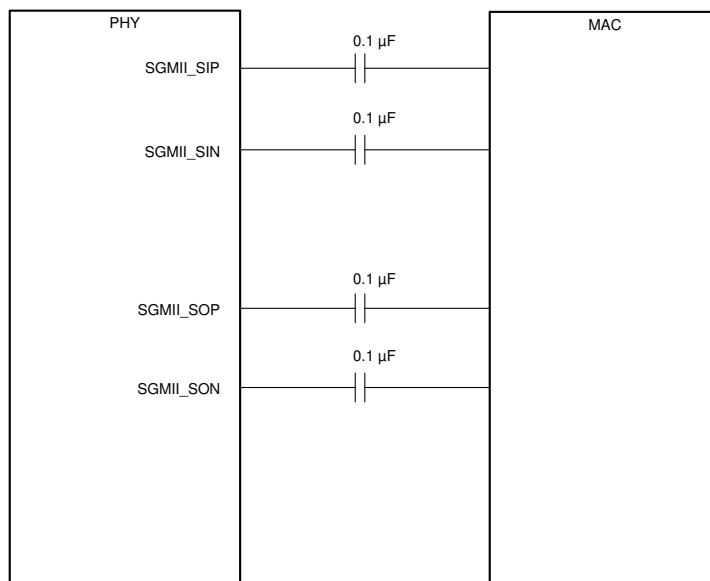 PHY
MAC
0.1 µF
SGMII_SIP
0.1 µF
SGMII_SIN
0.1 µF
SGMII_SOP
0.1 µF
SGMII_SON